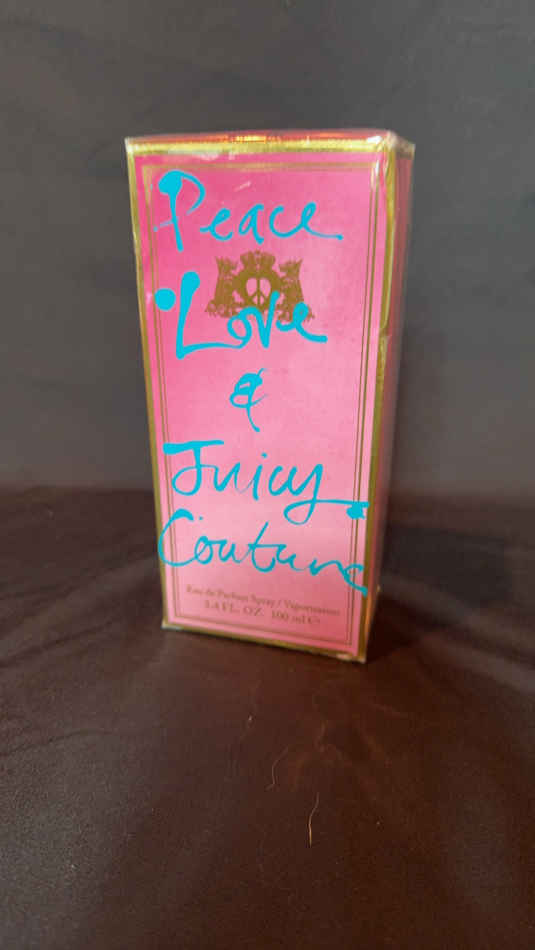 Peace
Love
&
Juicy
Couture
Eau de Parfum Spray / Vaporisateur
3.4 FL. OZ. 100 ml ℮